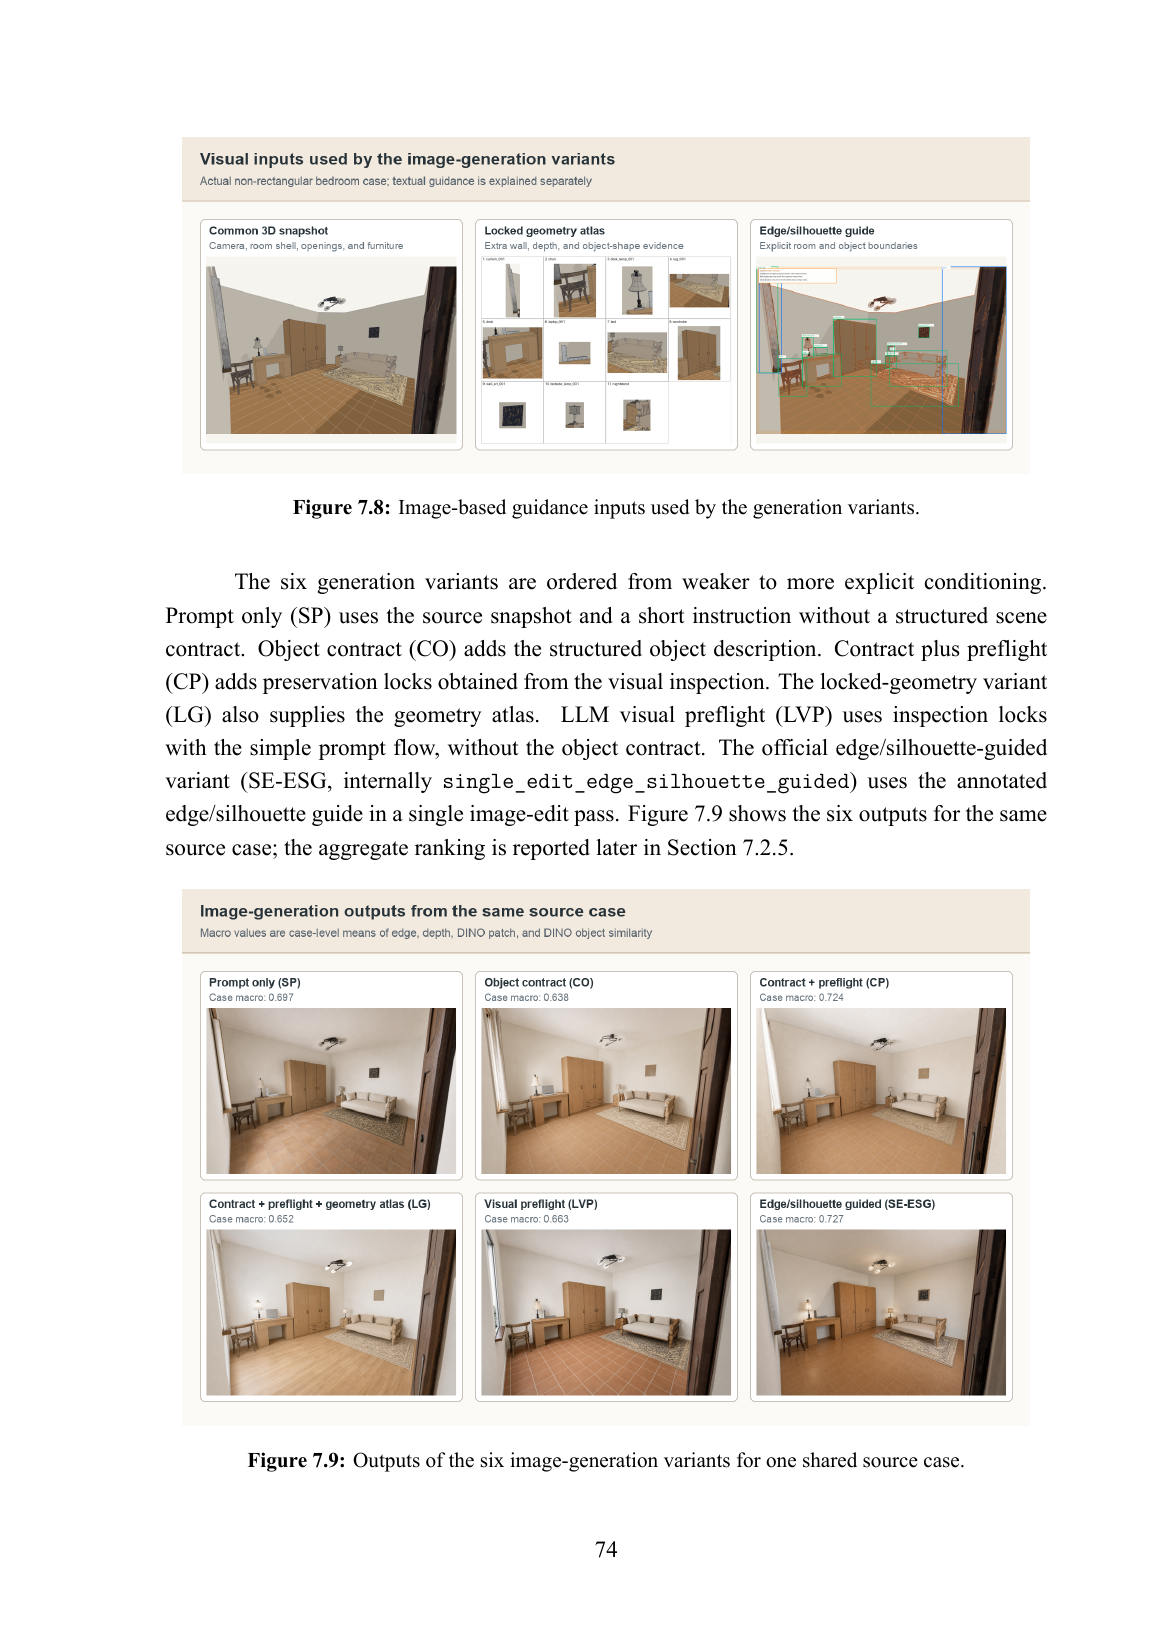 Visual inputs used by the image-generation variants
Actual non-rectangular bedroom case; textual guidance is explained separately
Common 3D snapshot
Camera, room shell, openings, and furniture
Locked geometry atlas
Extra wall, depth, and object-shape evidence
Edge/silhouette guide
Explicit room and object boundaries
Figure 7.8: Image-based guidance inputs used by the generation variants.
The six generation variants are ordered from weaker to more explicit conditioning.
Prompt only (SP) uses the source snapshot and a short instruction without a structured scene
contract. Object contract (CO) adds the structured object description. Contract plus preflight
(CP) adds preservation locks obtained from the visual inspection. The locked-geometry variant
(LG) also supplies the geometry atlas. LLM visual preflight (LVP) uses inspection locks
with the simple prompt flow, without the object contract. The official edge/silhouette-guided
variant (SE-ESG, internally single_edit_edge_silhouette_guided) uses the annotated
edge/silhouette guide in a single image-edit pass. Figure 7.9 shows the six outputs for the same
source case; the aggregate ranking is reported later in Section 7.2.5.
Image-generation outputs from the same source case
Macro values are case-level means of edge, depth, DINO patch, and DINO object similarity
Prompt only (SP)
Case macro: 0.697
Object contract (CO)
Case macro: 0.638
Contract + preflight (CP)
Case macro: 0.724
Contract + preflight + geometry atlas (LG)
Case macro: 0.652
Visual preflight (LVP)
Case macro: 0.663
Edge/silhouette guided (SE-ESG)
Case macro: 0.727
Figure 7.9: Outputs of the six image-generation variants for one shared source case.
74